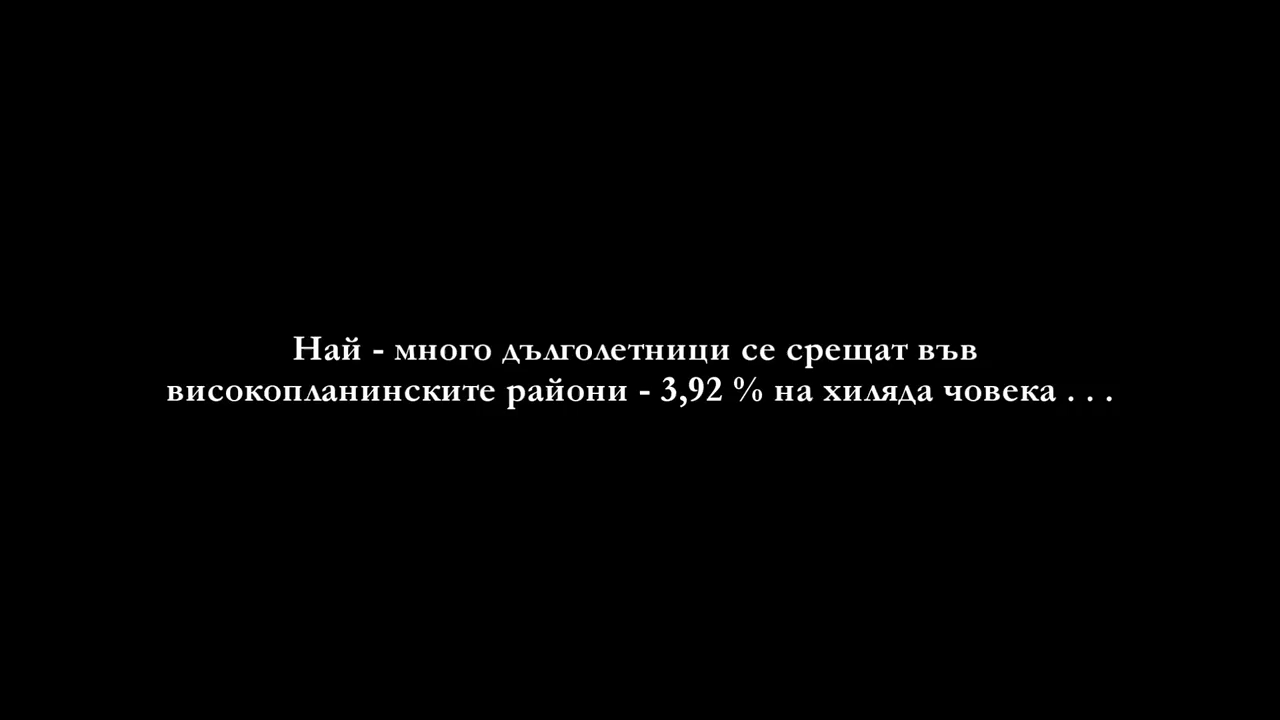 Най - много дълголетници се срещат във
високопланинските райони - 3,92 % на хиляда човека . . .